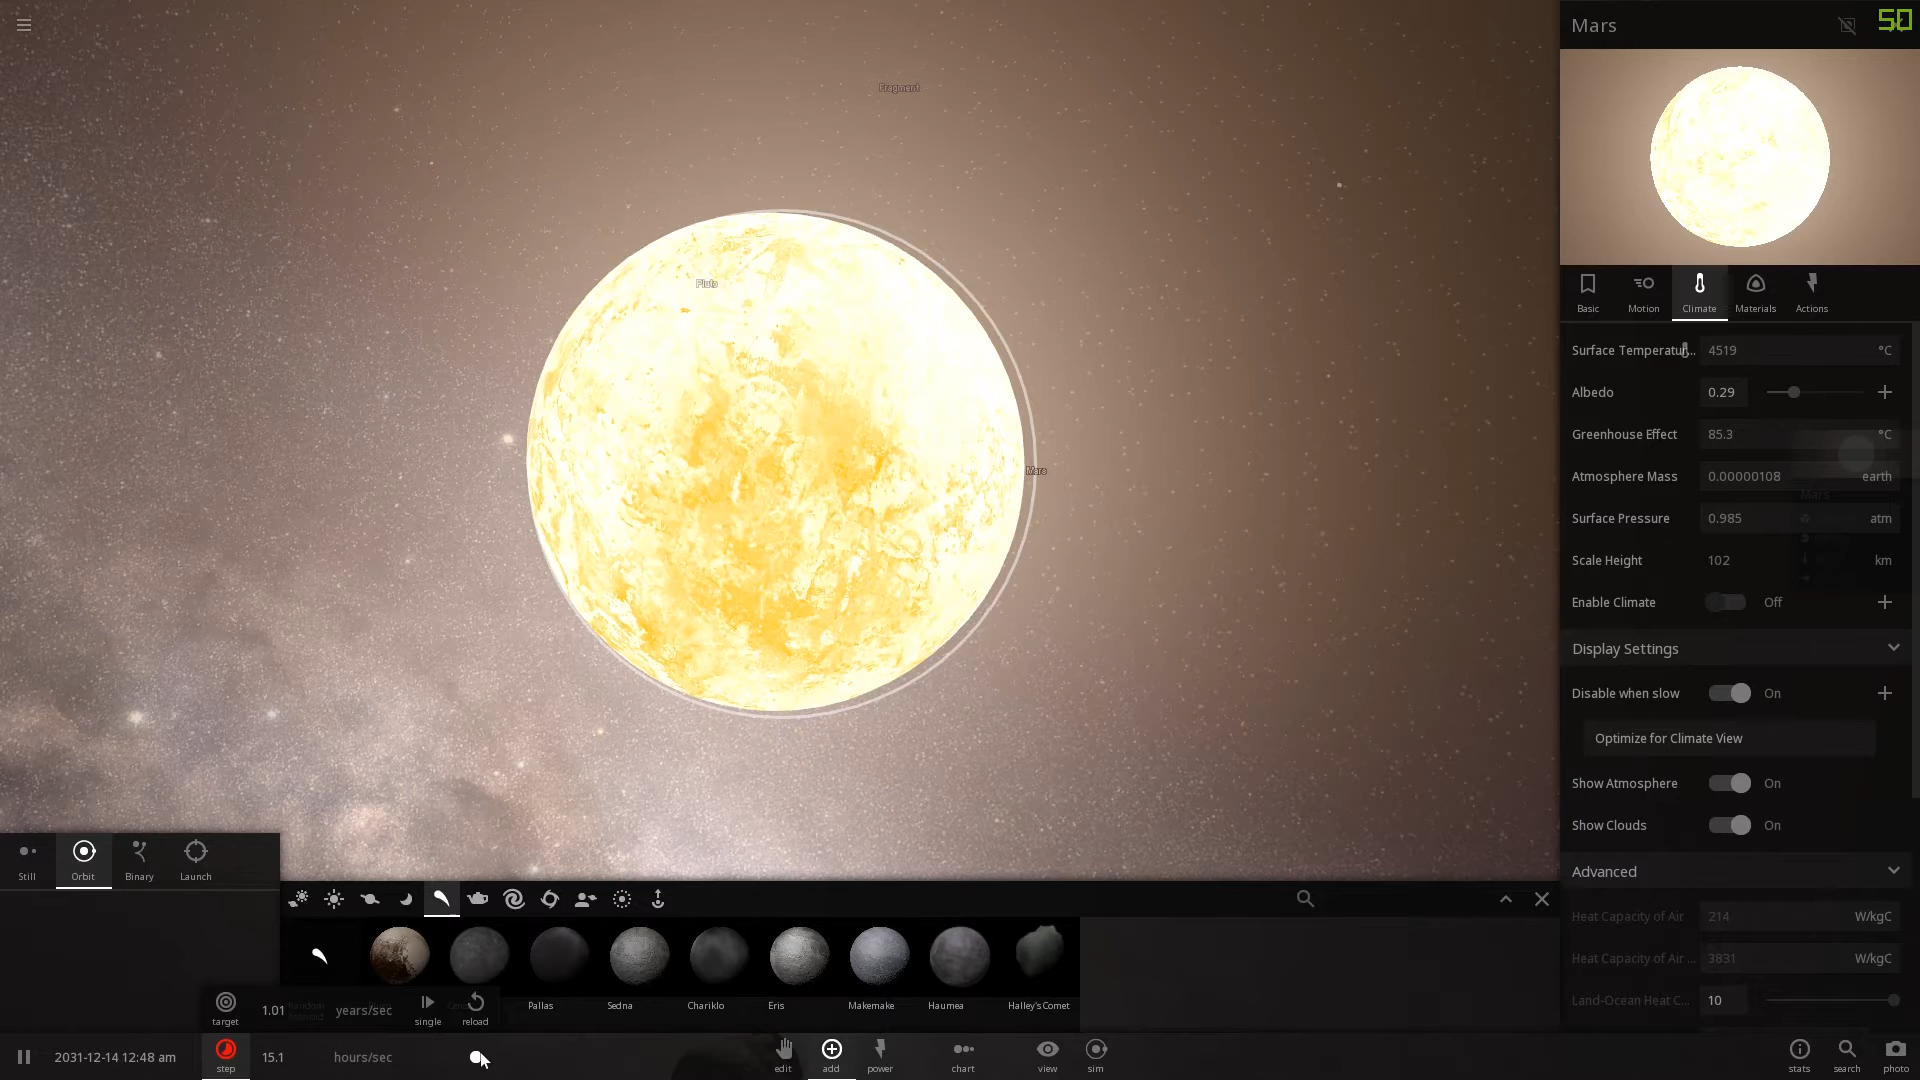 Mars
50
Fragment
Pluto
Mars
Basic
Motion
Climate
Materials
Actions
Surface Temperatur...
4519
°C
Albedo
0.29
Greenhouse Effect
85.3
°C
Atmosphere Mass
0.00000108
earth
Mars
Surface Pressure
0.985
atm
Scale Height
102
km
Enable Climate
Off
Display Settings
Disable when slow
On
Optimize for Climate View
Show Atmosphere
On
Show Clouds
On
Advanced
Heat Capacity of Air
214
W/kgC
Heat Capacity of Air ...
3831
W/kgC
Land-Ocean Heat C...
10
Still
Orbit
Binary
Launch
Random
Pallas
Sedna
Chariklo
Eris
Makemake
Haumea
Halley's Comet
target
1.01
years/sec
single
reload
2031-12-14 12:48 am
step
15.1
hours/sec
edit
add
power
chart
view
sim
stats
search
photo